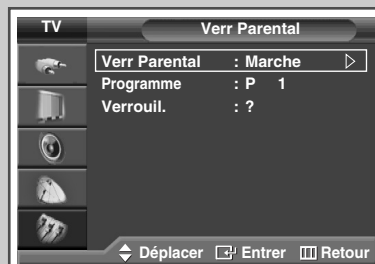 TV Verr Parental
Verr Parental : Marche
Programme : P 1
Verrouil. : ?
Déplacer Entrer Retour